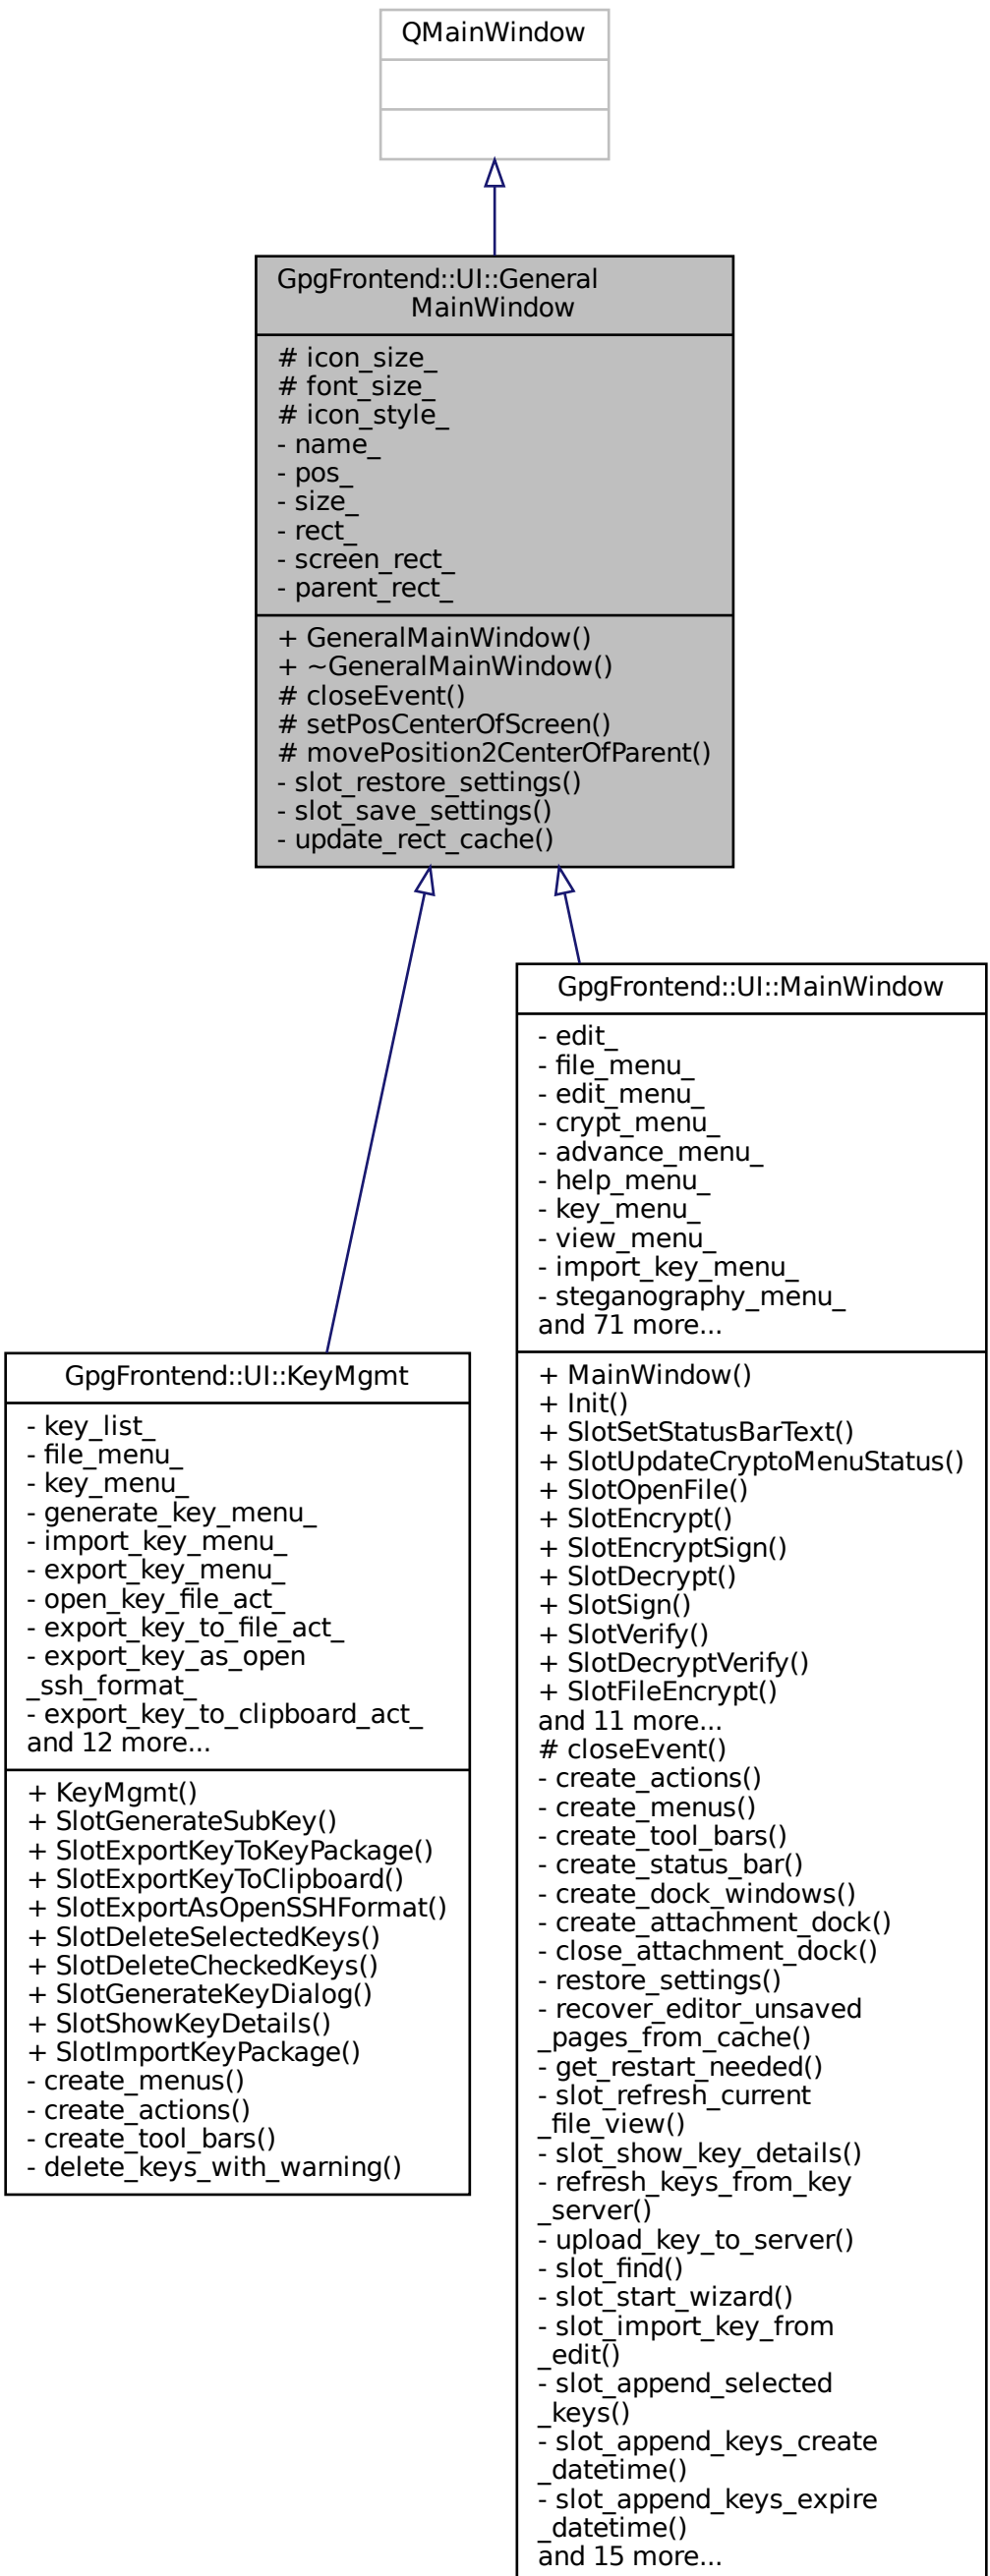 QMainWindow
GpgFrontend::UI::General
MainWindow
# icon_size_
# font_size_
# icon_style_
- name_
- pos_
- size_
- rect_
- screen_rect_
- parent_rect_
+ GeneralMainWindow()
+ ~GeneralMainWindow()
# closeEvent()
# setPosCenterOfScreen()
# movePosition2CenterOfParent()
- slot_restore_settings()
- slot_save_settings()
- update_rect_cache()
GpgFrontend::UI::KeyMgmt
- key_list_
- file_menu_
- key_menu_
- generate_key_menu_
- import_key_menu_
- export_key_menu_
- open_key_file_act_
- export_key_to_file_act_
- export_key_as_open
_ssh_format_
- export_key_to_clipboard_act_
and 12 more...
+ KeyMgmt()
+ SlotGenerateSubKey()
+ SlotExportKeyToKeyPackage()
+ SlotExportKeyToClipboard()
+ SlotExportAsOpenSSHFormat()
+ SlotDeleteSelectedKeys()
+ SlotDeleteCheckedKeys()
+ SlotGenerateKeyDialog()
+ SlotShowKeyDetails()
+ SlotImportKeyPackage()
- create_menus()
- create_actions()
- create_tool_bars()
- delete_keys_with_warning()
GpgFrontend::UI::MainWindow
- edit_
- file_menu_
- edit_menu_
- crypt_menu_
- advance_menu_
- help_menu_
- key_menu_
- view_menu_
- import_key_menu_
- steganography_menu_
and 71 more...
+ MainWindow()
+ Init()
+ SlotSetStatusBarText()
+ SlotUpdateCryptoMenuStatus()
+ SlotOpenFile()
+ SlotEncrypt()
+ SlotEncryptSign()
+ SlotDecrypt()
+ SlotSign()
+ SlotVerify()
+ SlotDecryptVerify()
+ SlotFileEncrypt()
and 11 more...
# closeEvent()
- create_actions()
- create_menus()
- create_tool_bars()
- create_status_bar()
- create_dock_windows()
- create_attachment_dock()
- close_attachment_dock()
- restore_settings()
- recover_editor_unsaved
_pages_from_cache()
- get_restart_needed()
- slot_refresh_current
_file_view()
- slot_show_key_details()
- refresh_keys_from_key
_server()
- upload_key_to_server()
- slot_find()
- slot_start_wizard()
- slot_import_key_from
_edit()
- slot_append_selected
_keys()
- slot_append_keys_create
_datetime()
- slot_append_keys_expire
_datetime()
and 15 more...